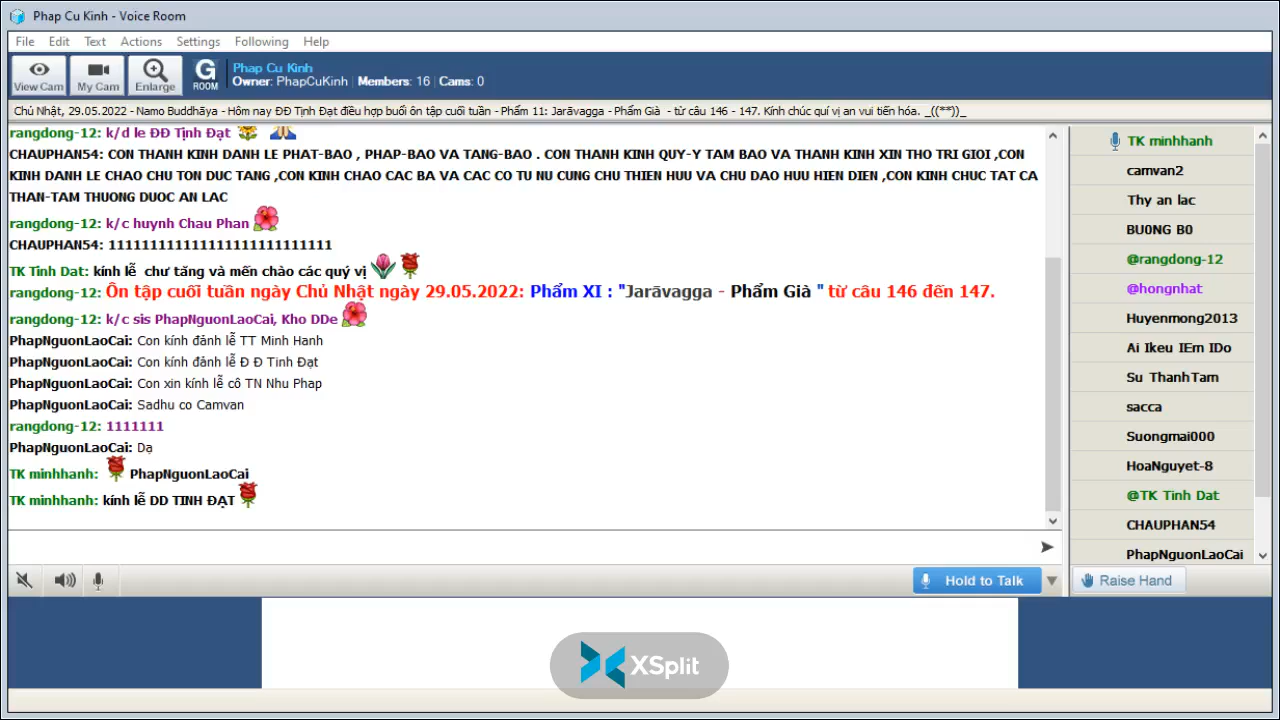 Phap Cu Kinh - Voice Room
File Edit Text Actions Settings Following Help
View Cam My Cam Enlarge G ROOM
Phap Cu Kinh
Owner: PhapCuKinh | Members: 16 | Cams: 0
Chủ Nhật, 29.05.2022 - Namo Buddhāya - Hôm nay ĐĐ Tịnh Đạt điều hợp buổi ôn tập cuối tuần - Phẩm 11: Jarāvagga - Phẩm Già - từ câu 146 - 147. Kính chúc quí vị an vui tiến hóa. _((**))_
rangdong-12: k/d le ĐĐ Tịnh Đạt
CHAUPHAN54: CON THANH KINH DANH LE PHAT-BAO , PHAP-BAO VA TANG-BAO . CON THANH KINH QUY-Y TAM BAO VA THANH KINH XIN THO TRI GIOI ,CON
KINH DANH LE CHAO CHU TON DUC TANG ,CON KINH CHAO CAC BA VA CAC CO TU NU CUNG CHU THIEN HUU VA CHU DAO HUU HIEN DIEN ,CON KINH CHUC TAT CA
THAN-TAM THUONG DUOC AN LAC
rangdong-12: k/c huynh Chau Phan
CHAUPHAN54: 1111111111111111111111111111
TK Tinh Dat: kính lễ chư tăng và mến chào các quý vị
rangdong-12: Ôn tập cuối tuần ngày Chủ Nhật ngày 29.05.2022: Phẩm XI : "Jarāvagga - Phẩm Già " từ câu 146 đến 147.
rangdong-12: k/c sis PhapNguonLaoCai, Kho DDe
PhapNguonLaoCai: Con kính đãnh lễ TT Minh Hanh
PhapNguonLaoCai: Con kính đảnh lễ Đ Đ Tinh Đạt
PhapNguonLaoCai: Con xin kính lễ cô TN Nhu Phap
PhapNguonLaoCai: Sadhu co Camvan
rangdong-12: 1111111
PhapNguonLaoCai: Dạ
TK minhhanh: PhapNguonLaoCai
TK minhhanh: kính lễ DD TINH ĐẠT
TK minhhanh
camvan2
Thy an lac
BU0NG B0
@rangdong-12
@hongnhat
Huyenmong2013
Ai Ikeu IEm IDo
Su ThanhTam
sacca
Suongmai000
HoaNguyet-8
@TK Tinh Dat
CHAUPHAN54
PhapNguonLaoCai
Hold to Talk
Raise Hand
XSplit